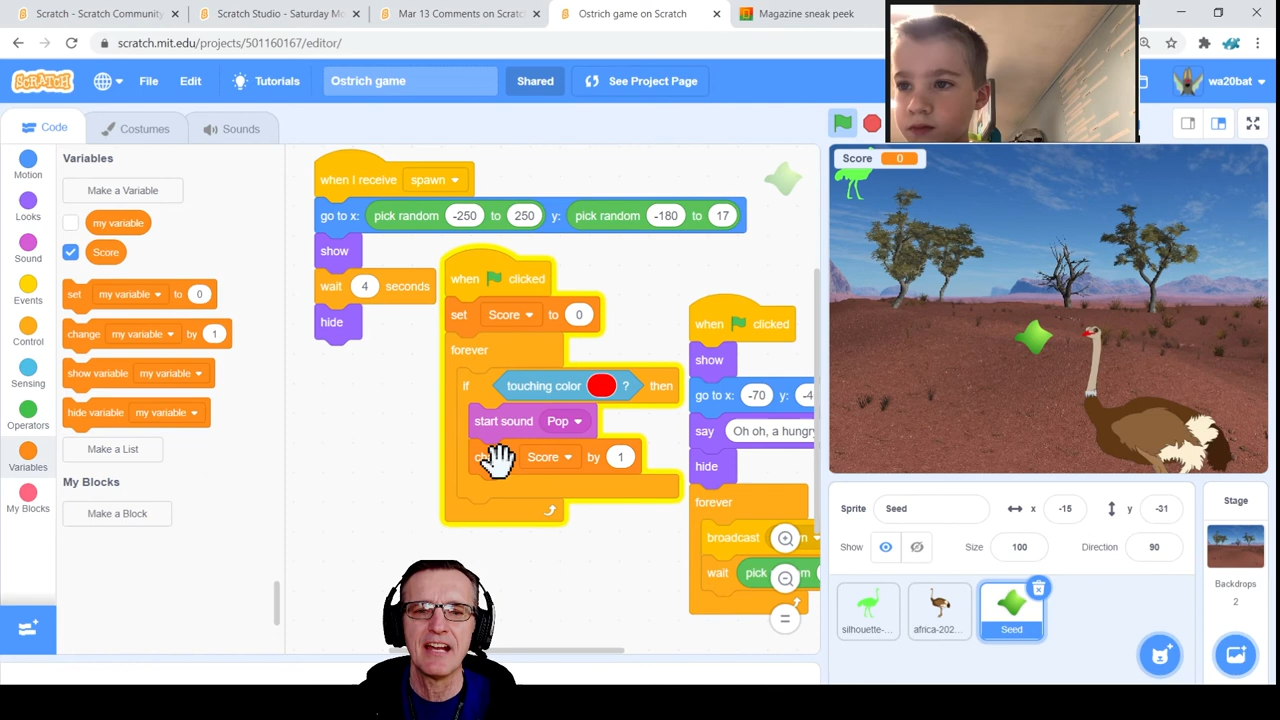 Scratch - Scratch Community
Scratch Studio - Saturday Mo
Mar 13 Comments on Scratch
Ostrich game on Scratch
Magazine sneak peek
scratch.mit.edu/projects/501160167/editor/
SCRATCH
File
Edit
Tutorials
Ostrich game
Shared
See Project Page
wa20bat
Code
Costumes
Sounds
Motion
Looks
Sound
Events
Control
Sensing
Operators
Variables
My Blocks
Variables
Make a Variable
my variable
Score
set my variable to 0
change my variable by 1
show variable my variable
hide variable my variable
Make a List
My Blocks
Make a Block
when I receive spawn
go to x: pick random -250 to 250 y: pick random -180 to 17
show
wait 4 seconds
hide
when clicked
set Score to 0
forever
if touching color ? then
start sound Pop
Score by 1
when clicked
show
go to x: -70 y: -4
say Oh oh, a hungry
hide
forever
broadcast
wait pick
Score 0
Sprite Seed x -15 y -31
Show Size 100 Direction 90
silhouette-...
africa-202...
Seed
Stage
Backdrops
2